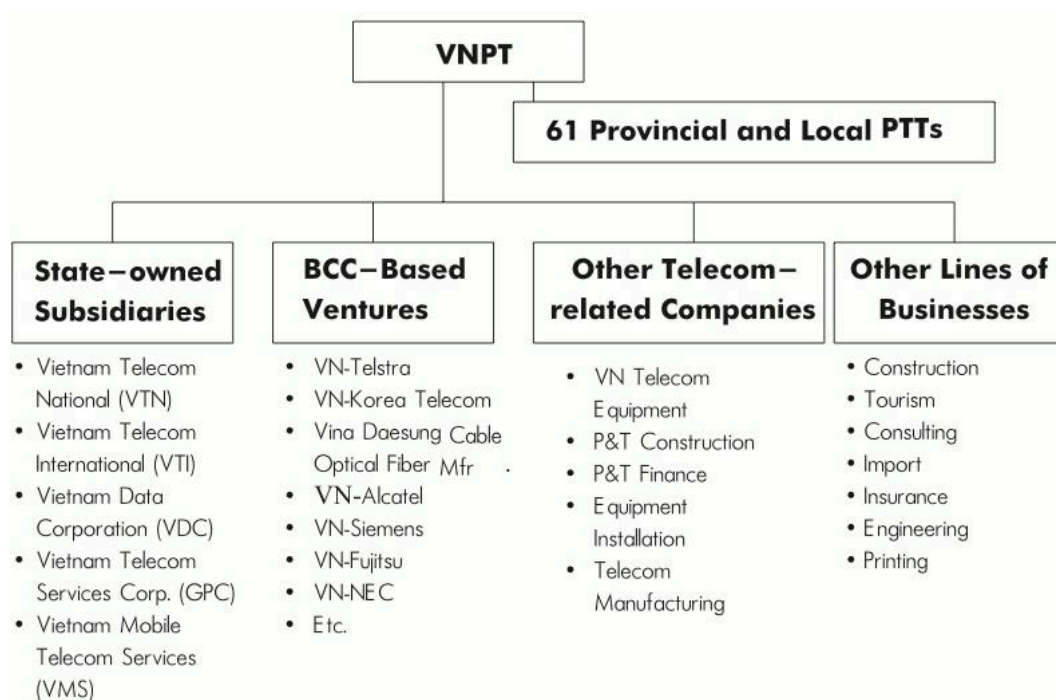 VNPT
61 Provincial and Local PTTs
State-owned
Subsidiaries
• Vietnam Telecom
National (VTN)
• Vietnam Telecom
International (VTI)
• Vietnam Data
Corporation (VDC)
• Vietnam Telecom
Services Corp. (GPC)
• Vietnam Mobile
Telecom Services
(VMS)
BCC-Based
Ventures
• VN-Telstra
• VN-Korea Telecom
• Vina Daesung Cable
Optical Fiber Mfr .
• VN-Alcatel
• VN-Siemens
• VN-Fujitsu
• VN-NEC
• Etc.
Other Telecom-
related Companies
• VN Telecom
Equipment
• P&T Construction
• P&T Finance
• Equipment
Installation
• Telecom
Manufacturing
Other Lines of
Businesses
• Construction
• Tourism
• Consulting
• Import
• Insurance
• Engineering
• Printing